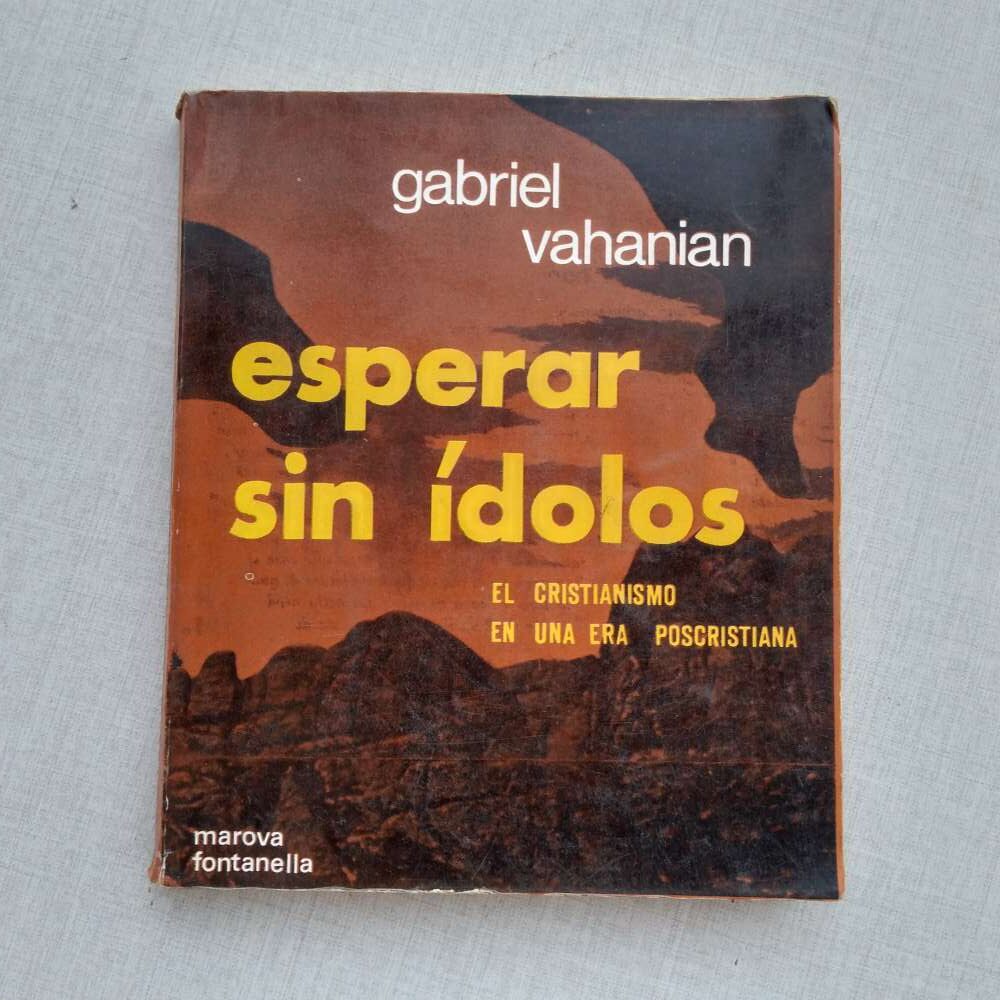 gabriel
vahanian
esperar
sin ídolos
EL CRISTIANISMO
EN UNA ERA POSCRISTIANA
marova
fontanella